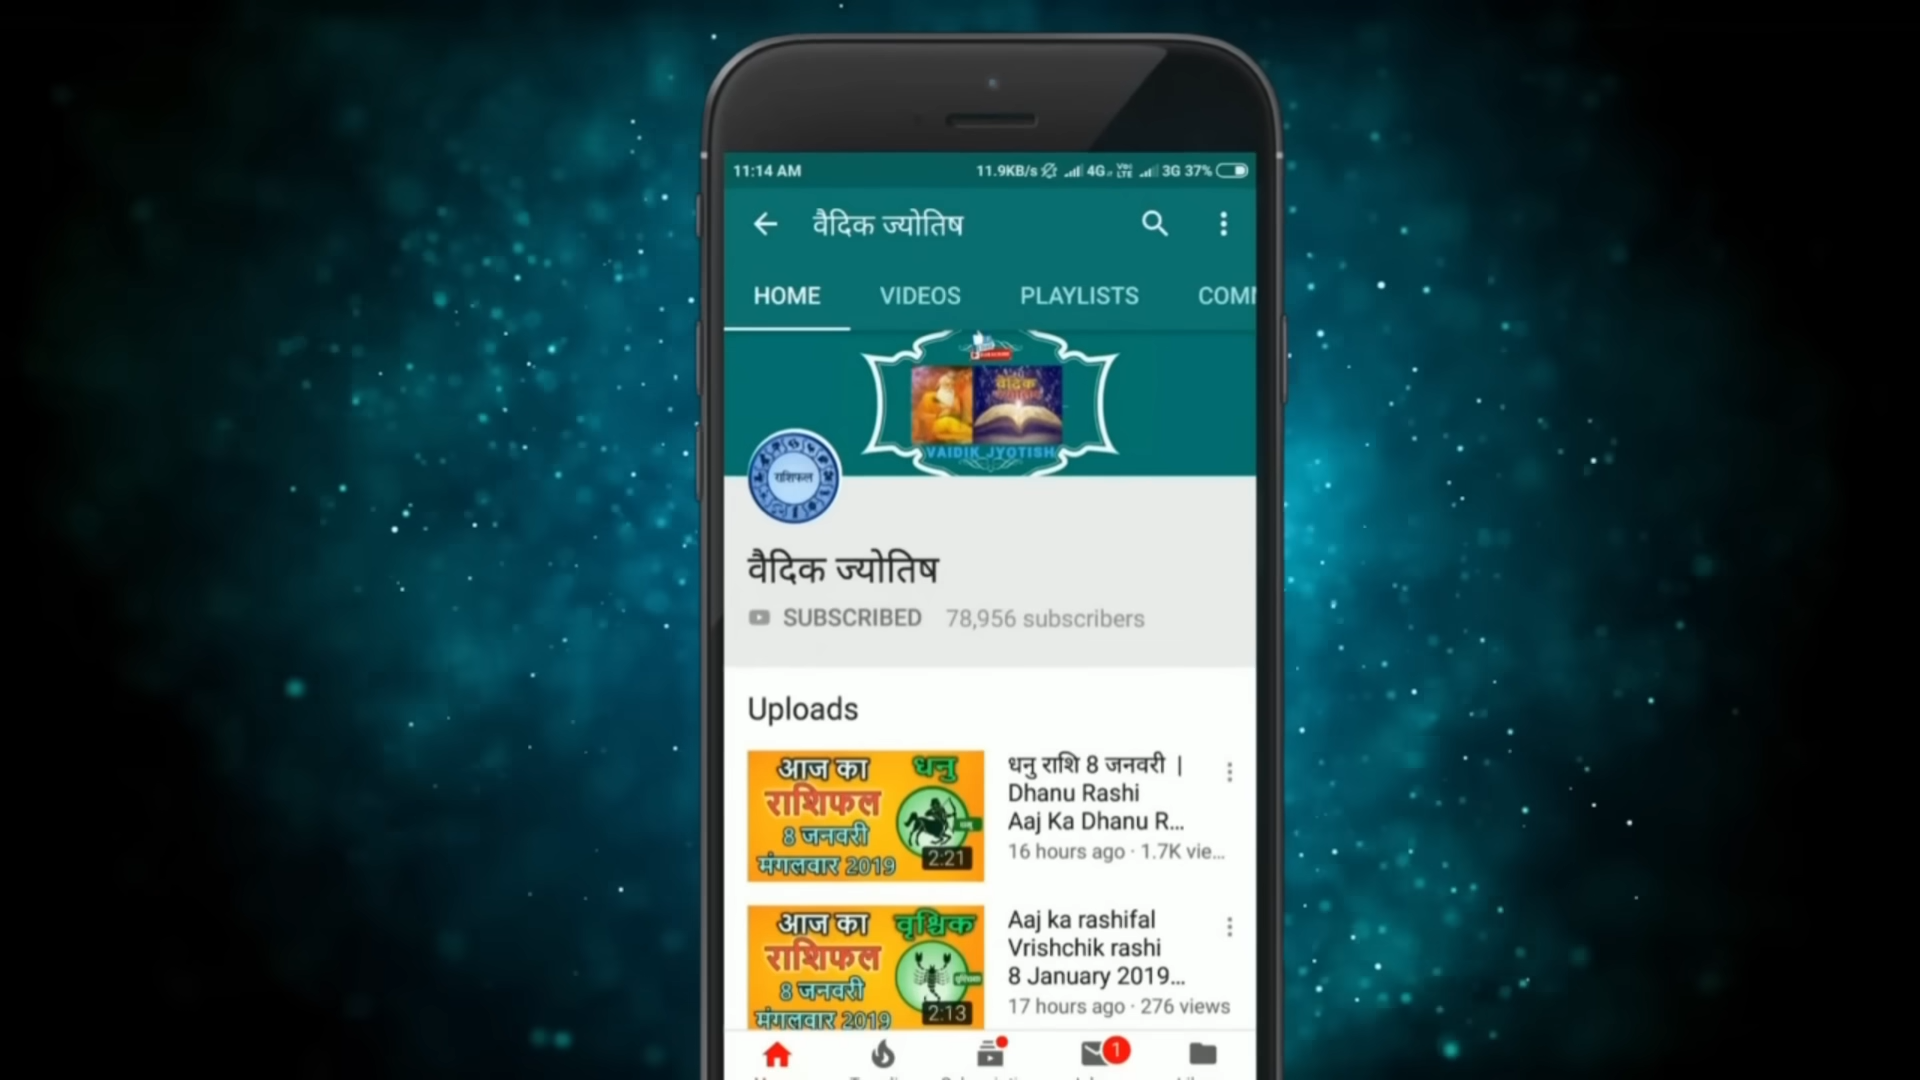 11:14 AM 11.9KB/s 4G VoLTE 3G 37%
वैदिक ज्योतिष
HOME VIDEOS PLAYLISTS COMM
वैदिक
VAIDIK JYOTISH
राशिफल
वैदिक ज्योतिष
SUBSCRIBED 78,956 subscribers
Uploads
आज का धनु
राशिफल
8 जनवरी
मंगलवार 2019
2:21
धनु राशि 8 जनवरी |
Dhanu Rashi
Aaj Ka Dhanu R...
16 hours ago · 1.7K vie...
आज का वृश्चिक
राशिफल
8 जनवरी
मंगलवार 2019
2:13
Aaj ka rashifal
Vrishchik rashi
8 January 2019...
17 hours ago · 276 views
1